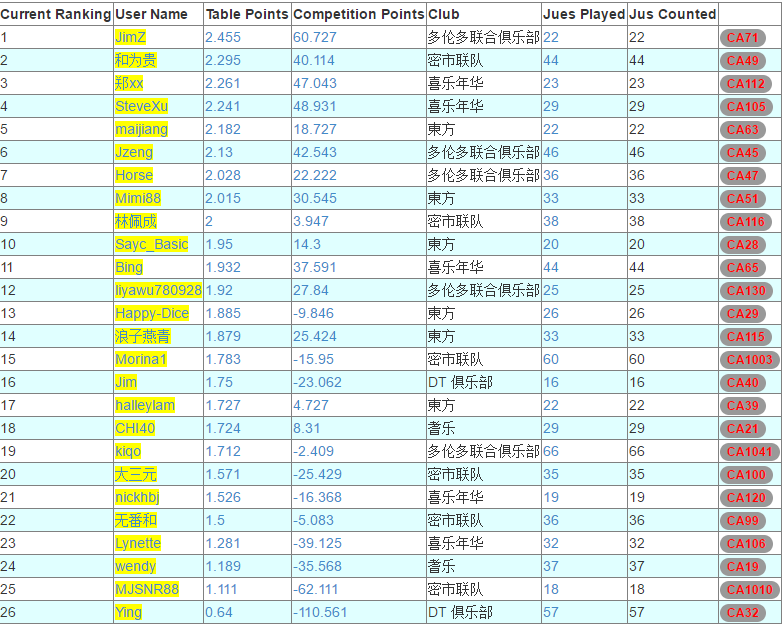 Current Ranking User Name Table Points Competition Points Club Jues Played Jus Counted
1 JimZ 2.455 60.727 多伦多联合俱乐部 22 22 CA71
2 和为贵 2.295 40.114 密市联队 44 44 CA49
3 郑xx 2.261 47.043 喜乐年华 23 23 CA112
4 SteveXu 2.241 48.931 喜乐年华 29 29 CA105
5 maijiang 2.182 18.727 東方 22 22 CA63
6 Jzeng 2.13 42.543 多伦多联合俱乐部 46 46 CA45
7 Horse 2.028 22.222 多伦多联合俱乐部 36 36 CA47
8 Mimi88 2.015 30.545 東方 33 33 CA51
9 林佩成 2 3.947 密市联队 38 38 CA116
10 Sayc_Basic 1.95 14.3 東方 20 20 CA28
11 Bing 1.932 37.591 喜乐年华 44 44 CA65
12 liyawu780928 1.92 27.84 多伦多联合俱乐部 25 25 CA130
13 Happy-Dice 1.885 -9.846 東方 26 26 CA29
14 浪子燕青 1.879 25.424 東方 33 33 CA115
15 Morina1 1.783 -15.95 密市联队 60 60 CA1003
16 Jim 1.75 -23.062 DT 俱乐部 16 16 CA40
17 halleylam 1.727 4.727 東方 22 22 CA39
18 CHI40 1.724 8.31 耆乐 29 29 CA21
19 kiqo 1.712 -2.409 多伦多联合俱乐部 66 66 CA1041
20 大三元 1.571 -25.429 密市联队 35 35 CA100
21 nickhbj 1.526 -16.368 喜乐年华 19 19 CA120
22 无番和 1.5 -5.083 密市联队 36 36 CA99
23 Lynette 1.281 -39.125 喜乐年华 32 32 CA106
24 wendy 1.189 -35.568 耆乐 37 37 CA19
25 MJSNR88 1.111 -62.111 密市联队 18 18 CA1010
26 Ying 0.64 -110.561 DT 俱乐部 57 57 CA32